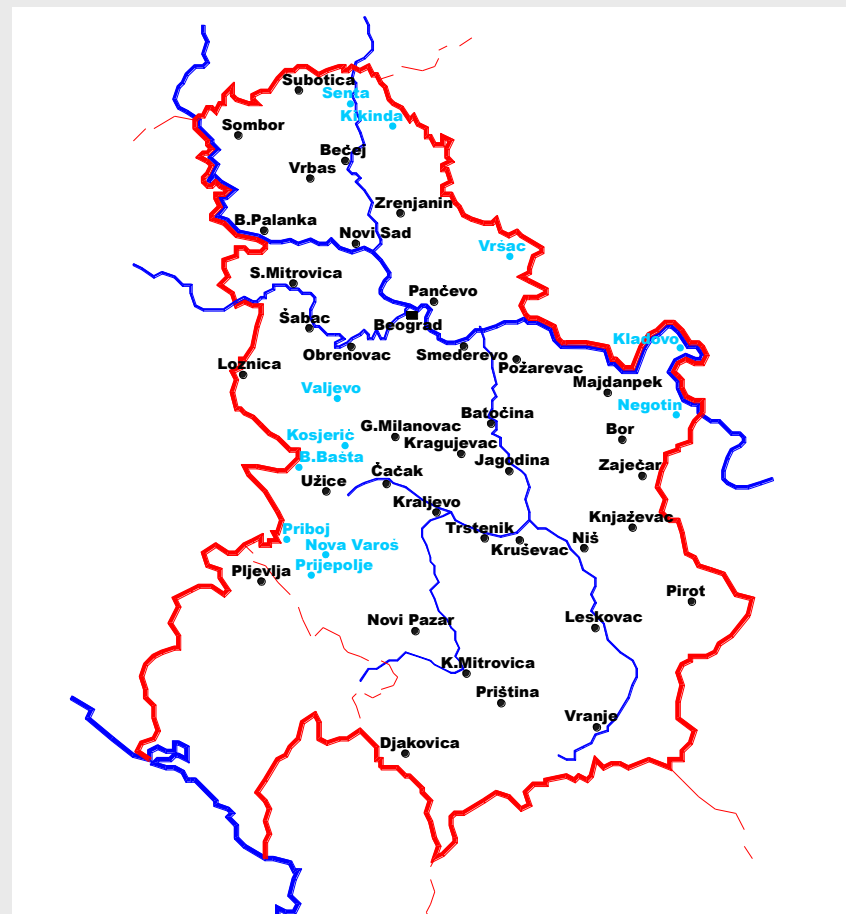 Subotica
Senta
Kikinda
Sombor
Bečej
Vrbas
Zrenjanin
B.Palanka
Novi Sad
Vršac
S.Mitrovica
Pančevo
Šabac
Beograd
Obrenovac
Smederevo
Kladovo
Loznica
Požarevac
Majdanpek
Valjevo
Negotin
Batočina
G.Milanovac
Bor
Kosjerić
Kragujevac
B.Bašta
Jagodina
Zaječar
Čačak
Užice
Kraljevo
Knjaževac
Priboj
Trstenik
Niš
Nova Varoš
Kruševac
Prijepolje
Pljevlja
Pirot
Novi Pazar
Leskovac
K.Mitrovica
Priština
Vranje
Djakovica